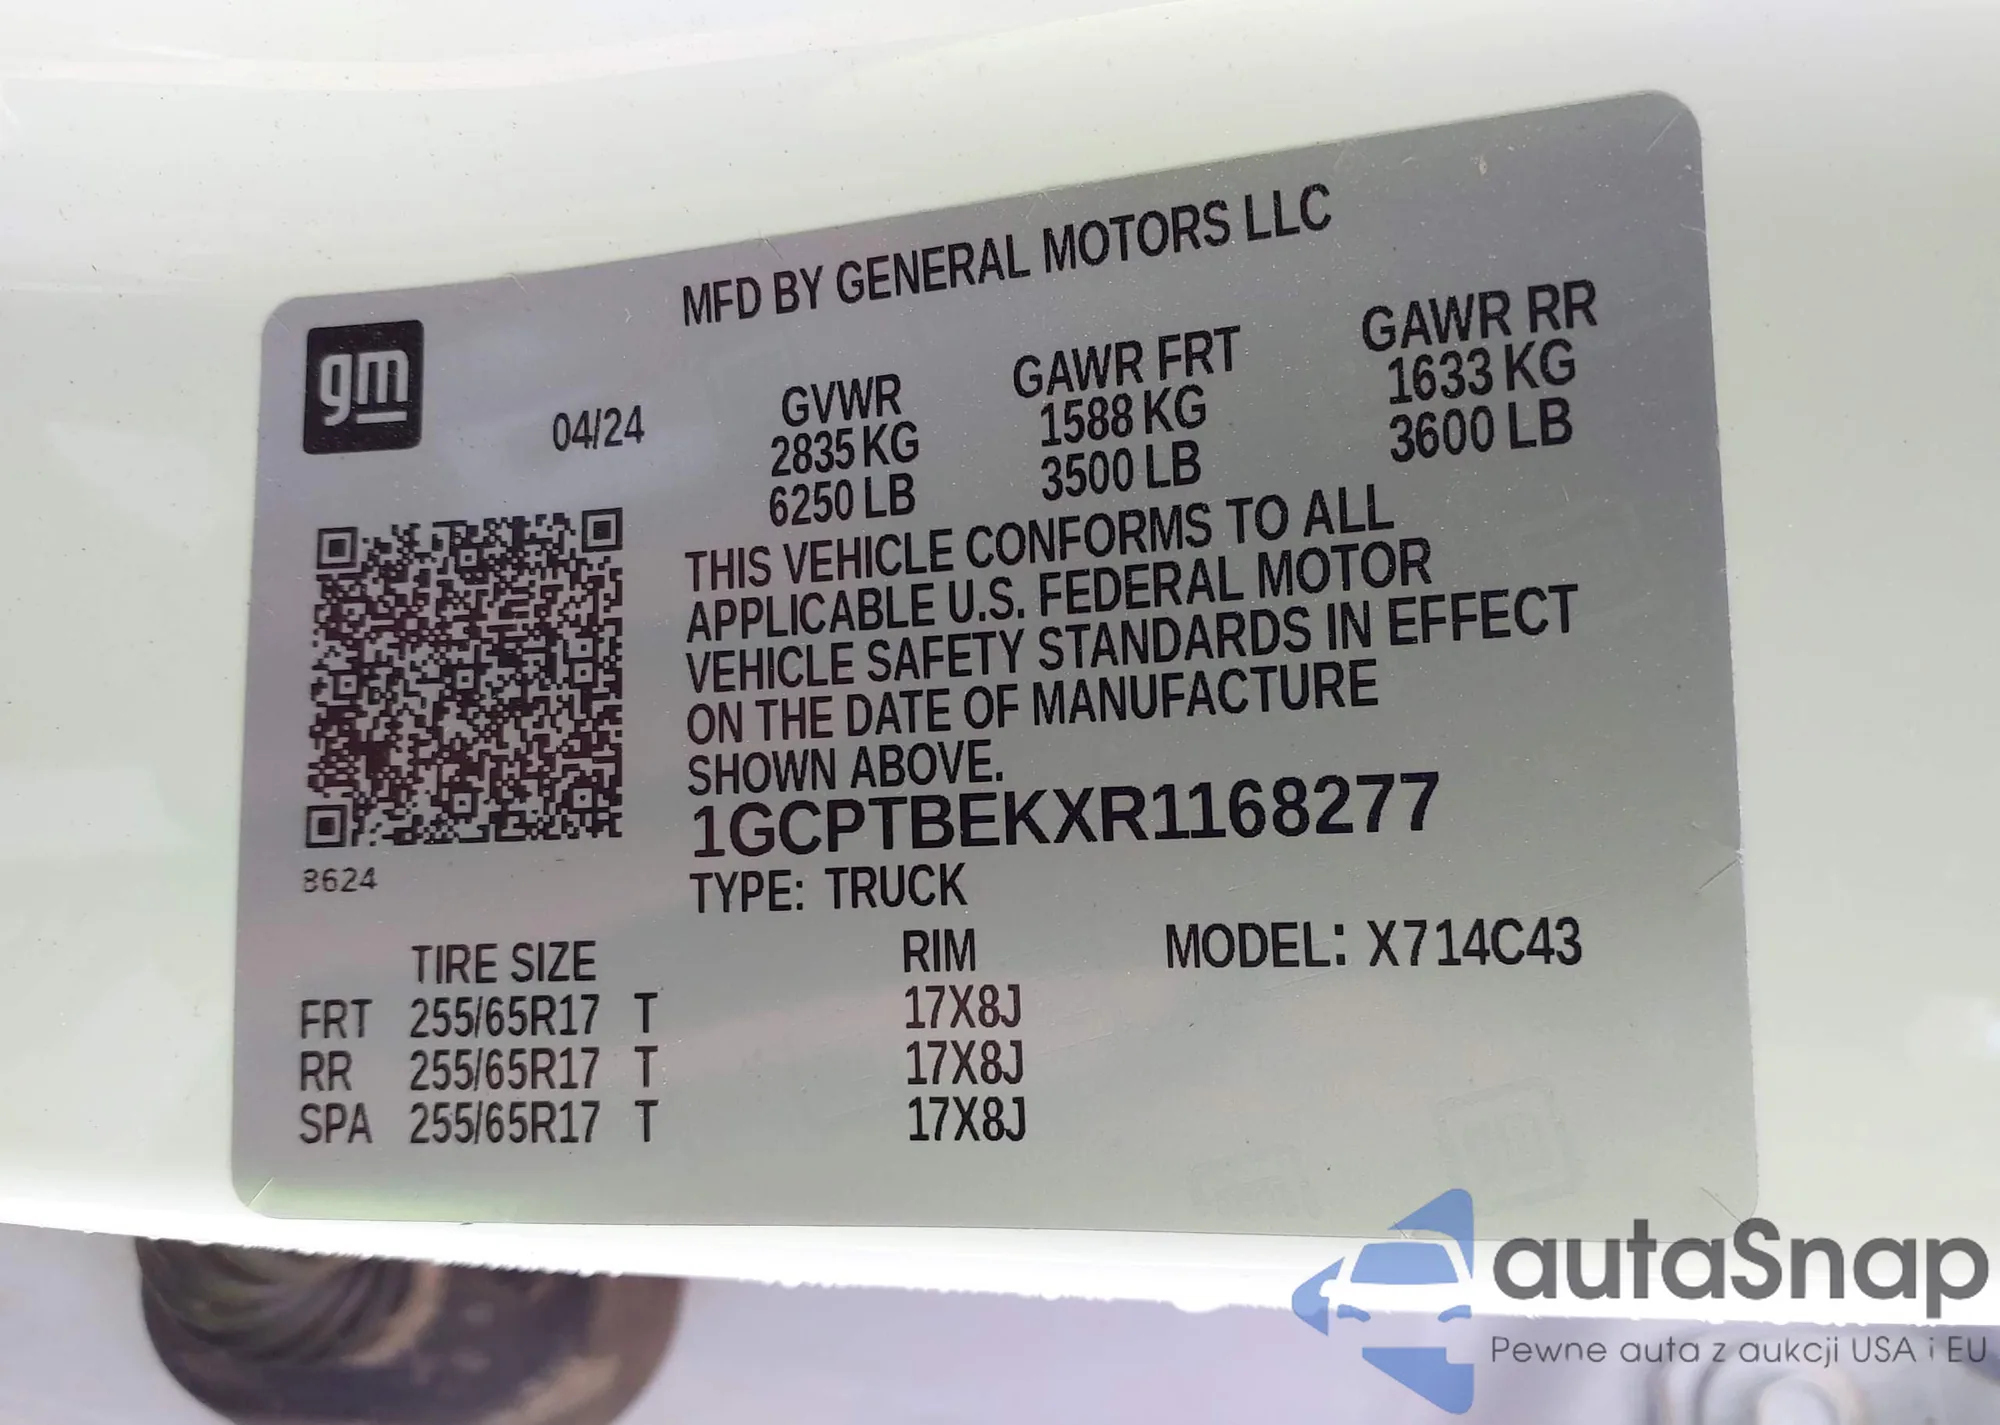 MFD BY GENERAL MOTORS LLC
gm
04/24
GVWR GAWR FRT GAWR RR
2835 KG 1588 KG 1633 KG
6250 LB 3500 LB 3600 LB
THIS VEHICLE CONFORMS TO ALL
APPLICABLE U.S. FEDERAL MOTOR
VEHICLE SAFETY STANDARDS IN EFFECT
ON THE DATE OF MANUFACTURE
SHOWN ABOVE.
1GCPTBEKXR1168277
8624
TYPE: TRUCK
TIRE SIZE RIM MODEL: X714C43
FRT 255/65R17 T 17X8J
RR 255/65R17 T 17X8J
SPA 255/65R17 T 17X8J
autaSnap
Pewne auta z aukcji USA i EU